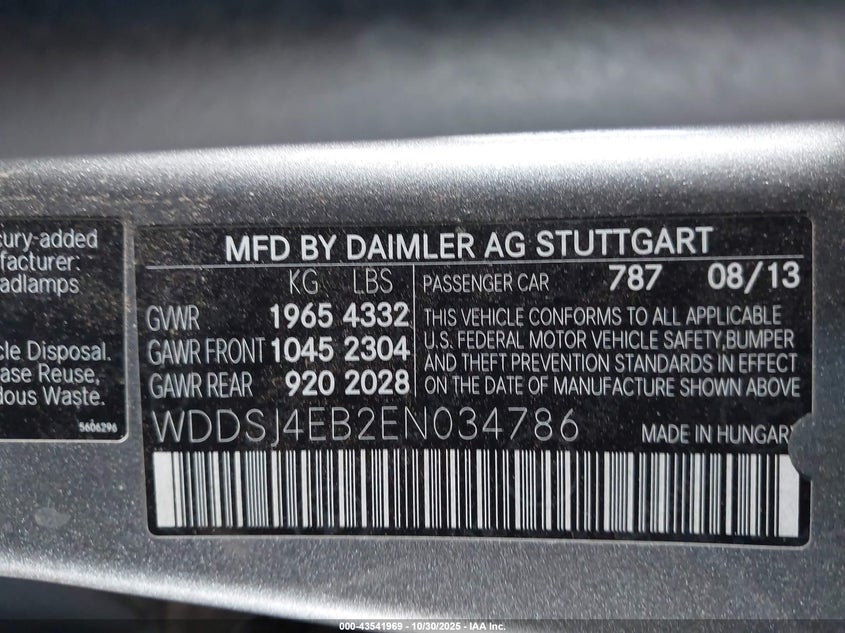 cury-added
facturer:
eadlamps
cle Disposal.
ase Reuse,
dous Waste.
5606296
MFD BY DAIMLER AG STUTTGART
KG LBS
GVWR 1965 4332
GAWR FRONT 1045 2304
GAWR REAR 920 2028
PASSENGER CAR 787 08/13
THIS VEHICLE CONFORMS TO ALL APPLICABLE
U.S. FEDERAL MOTOR VEHICLE SAFETY,BUMPER
AND THEFT PREVENTION STANDARDS IN EFFECT
ON THE DATE OF MANUFACTURE SHOWN ABOVE
WDDSJ4EB2EN034786 MADE IN HUNGARY
000-43541969 - 10/30/2025 - IAA Inc.